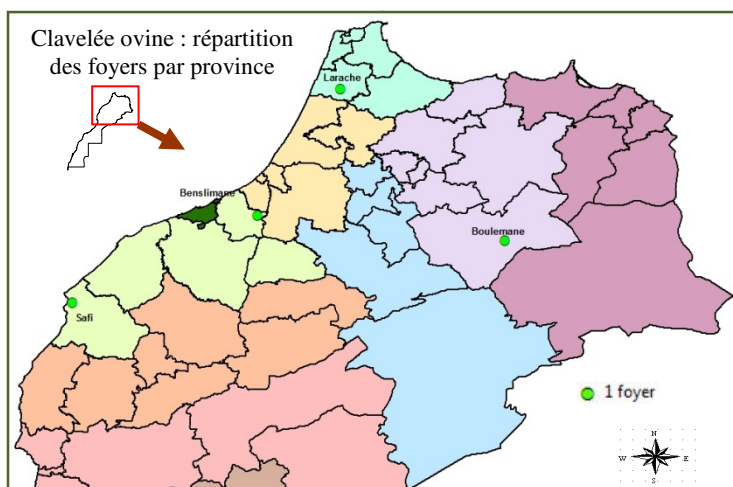 Clavelée ovine : répartition
des foyers par province
Larache
Benslimane
Boulemane
Safi
1 foyer
N
W E
S